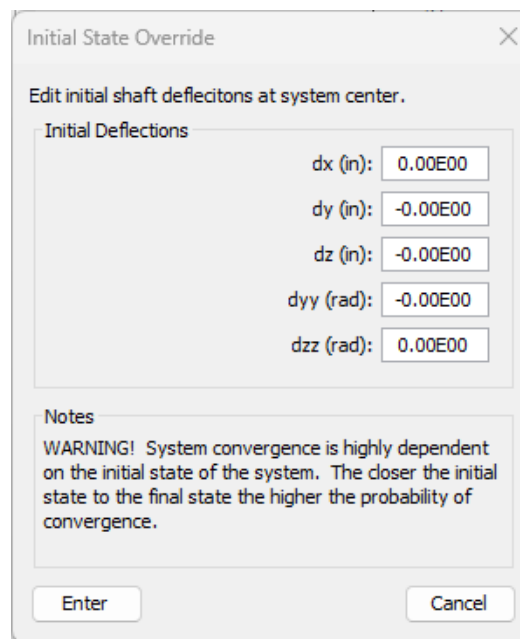 Initial State Override
Edit initial shaft deflecitons at system center.
Initial Deflections
dx (in): 0.00E00
dy (in): -0.00E00
dz (in): -0.00E00
dyy (rad): -0.00E00
dzz (rad): 0.00E00
Notes
WARNING! System convergence is highly dependent
on the initial state of the system. The closer the initial
state to the final state the higher the probability of
convergence.
Enter Cancel